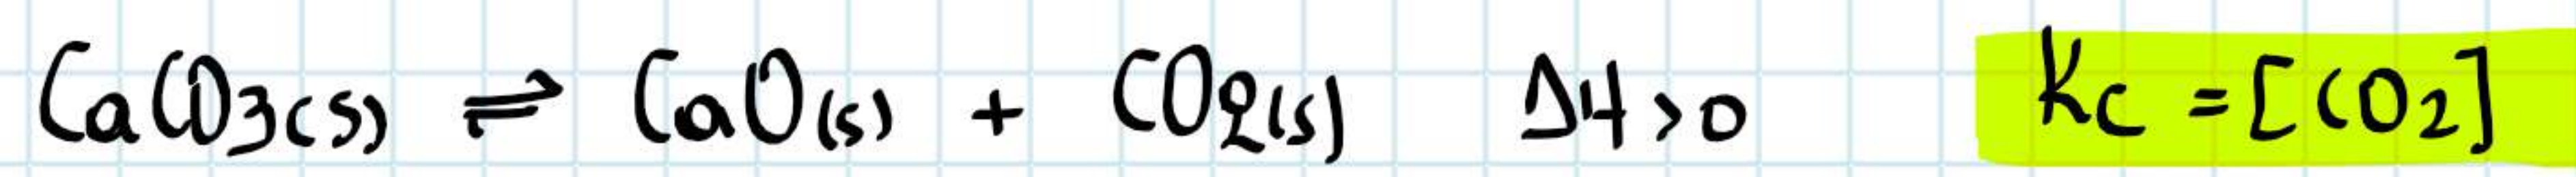 CaCO3(s) ⇌ CaO(s) + CO2(s) ΔH>0 Kc = [CO2]